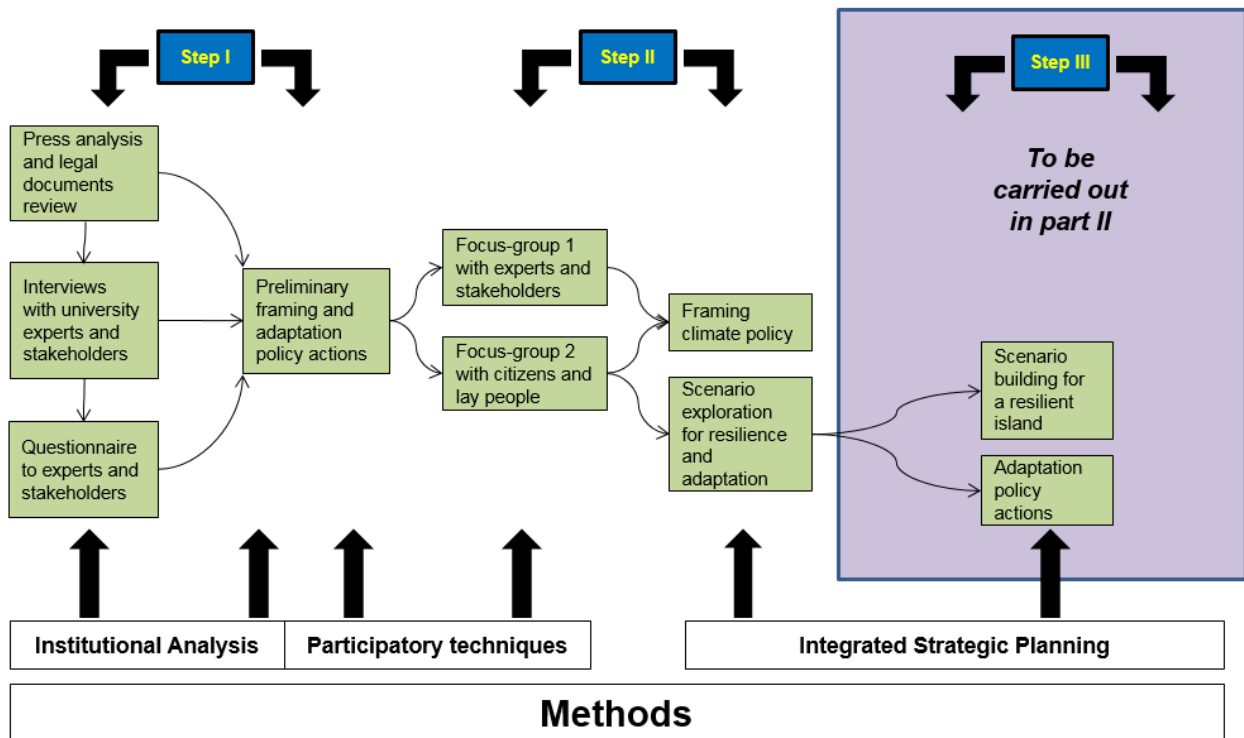 Step I
Step II
Step III
Press analysis
and legal
documents
review
Interviews
with university
experts and
stakeholders
Questionnaire
to experts and
stakeholders
Preliminary
framing and
adaptation
policy actions
Focus-group 1
with experts and
stakeholders
Focus-group 2
with citizens and
lay people
Framing
climate policy
Scenario
exploration
for resilience
and
adaptation
To be
carried out
in part II
Scenario
building for
a resilient
island
Adaptation
policy
actions
Institutional Analysis
Participatory techniques
Integrated Strategic Planning
Methods